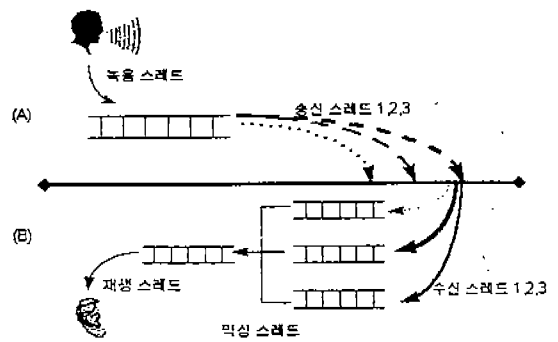 녹음 스레드
(A)
송신 스레드 1,2,3
(B)
재생 스레드
수신 스레드 1,2,3
믹싱 스레드